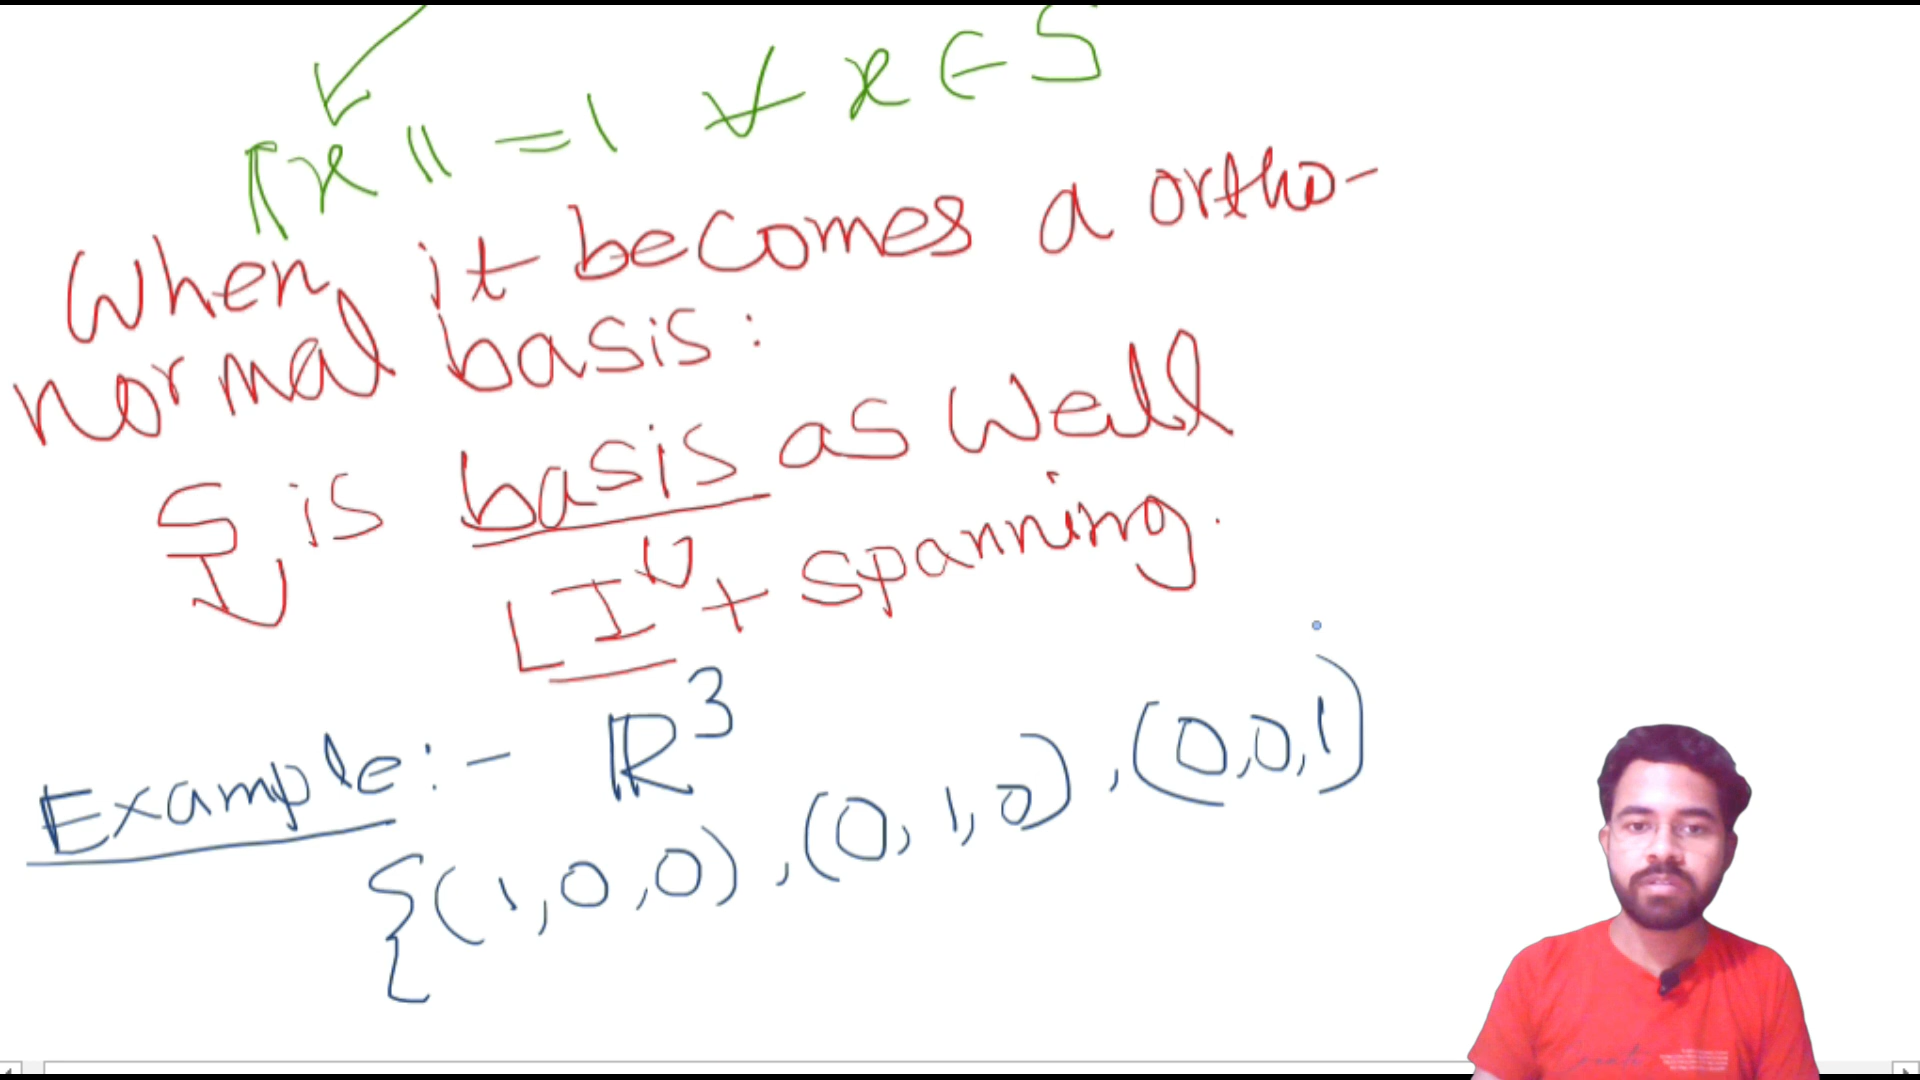 ||x|| = 1 ∀ x ∈ S
When it becomes a ortho-
normal basis:
S is basis as well
LI + spanning.
Example:- ℝ³
{(1,0,0), (0,1,0), (0,0,1)